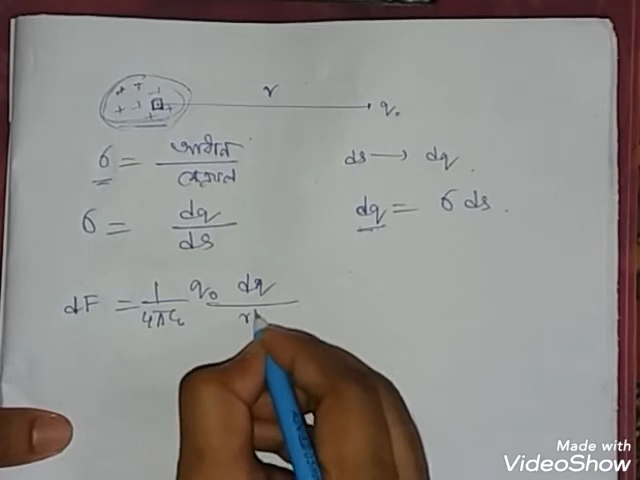 r q₀
σ = আধান / ক্ষেত্রফল
ds → dq.
σ = dq / ds
dq = σ ds.
dF = 1 / 4πε₀ q₀ dq / r
Made with
VideoShow